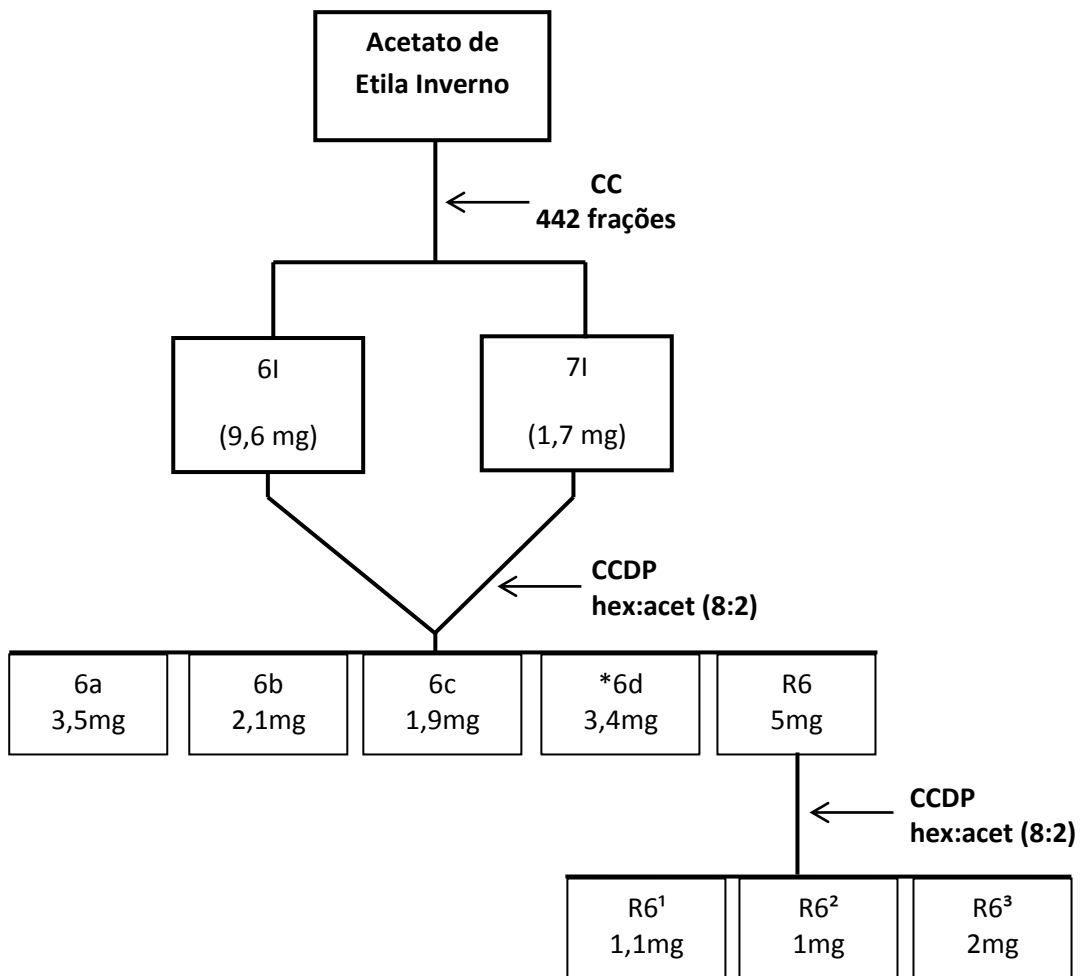 Acetato de
Etila Inverno
CC
442 frações
6I
(9,6 mg)
7I
(1,7 mg)
CCDP
hex:acet (8:2)
6a
3,5mg
6b
2,1mg
6c
1,9mg
*6d
3,4mg
R6
5mg
CCDP
hex:acet (8:2)
R6¹
1,1mg
R6²
1mg
R6³
2mg